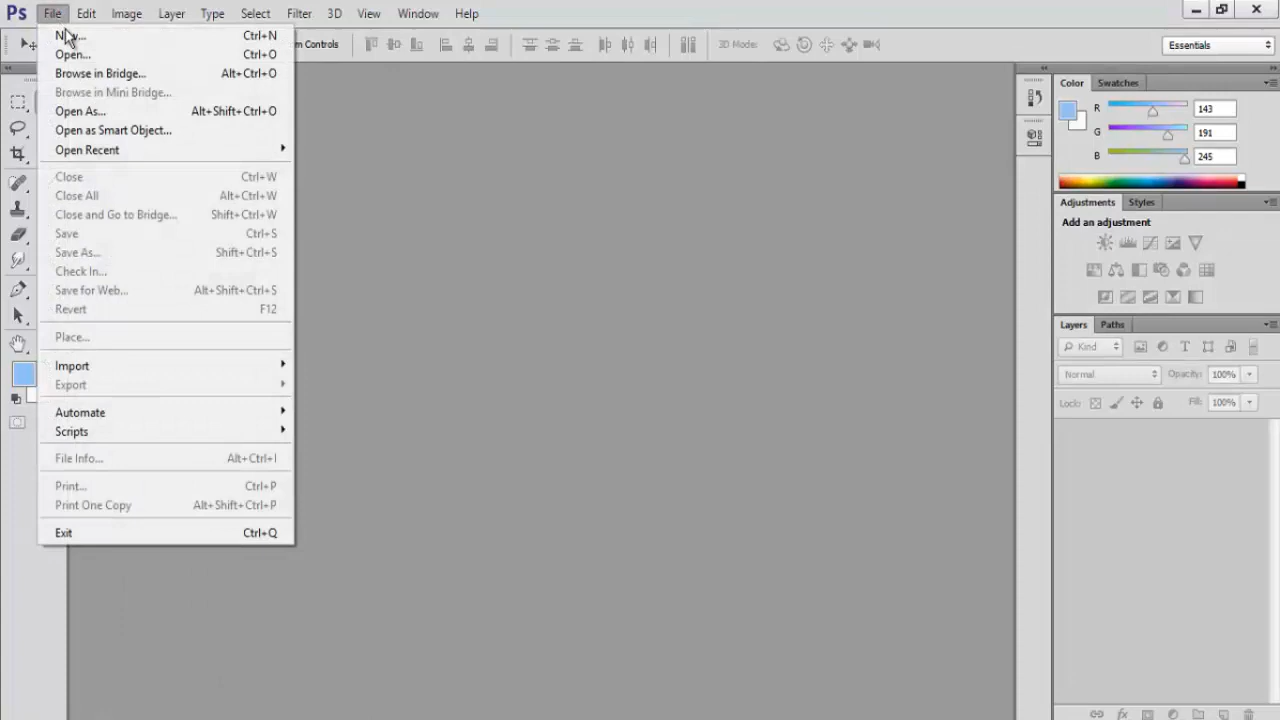 Ps File Edit Image Layer Type Select Filter 3D View Window Help
m Controls 3D Mode: Essentials
Ctrl+N
Open... Ctrl+O
Browse in Bridge... Alt+Ctrl+O
Browse in Mini Bridge...
Open As... Alt+Shift+Ctrl+O
Open as Smart Object...
Open Recent
Close Ctrl+W
Close All Alt+Ctrl+W
Close and Go to Bridge... Shift+Ctrl+W
Save Ctrl+S
Save As... Shift+Ctrl+S
Check In...
Save for Web... Alt+Shift+Ctrl+S
Revert F12
Place...
Import
Export
Automate
Scripts
File Info... Alt+Ctrl+I
Print... Ctrl+P
Print One Copy Alt+Shift+Ctrl+P
Exit Ctrl+Q
Color Swatches
R 143
G 191
B 245
Adjustments Styles
Add an adjustment
Layers Paths
Kind
Normal Opacity: 100%
Lock: Fill: 100%
fx